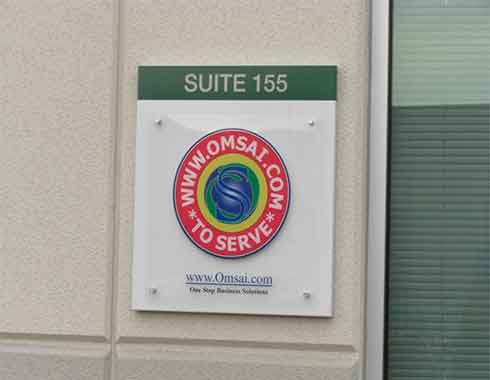 SUITE 155
WWW.OMSAI.COM
*TO SERVE*
www.Omsai.com
One Stop Business Solutions